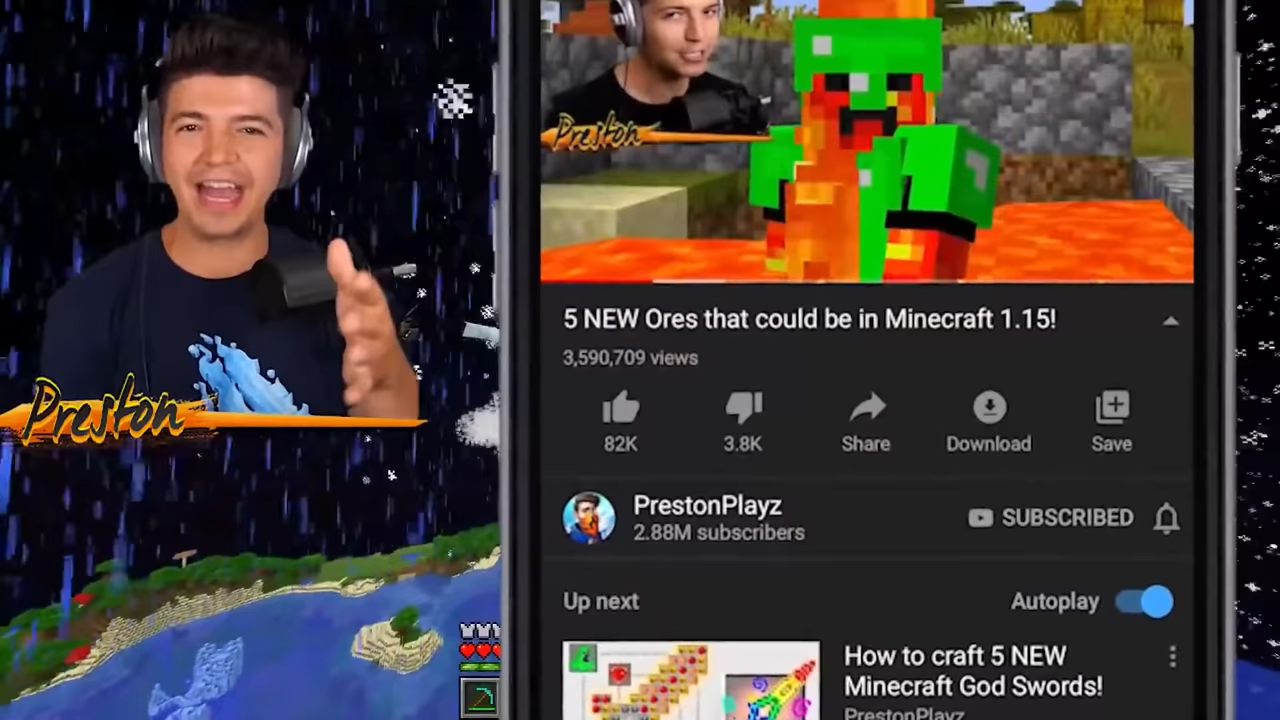 Preston
Preston
5 NEW Ores that could be in Minecraft 1.15!
3,590,709 views
82K
3.8K
Share
Download
Save
PrestonPlayz
2.88M subscribers
SUBSCRIBED
Up next
Autoplay
How to craft 5 NEW
Minecraft God Swords!
PrestonPlayz